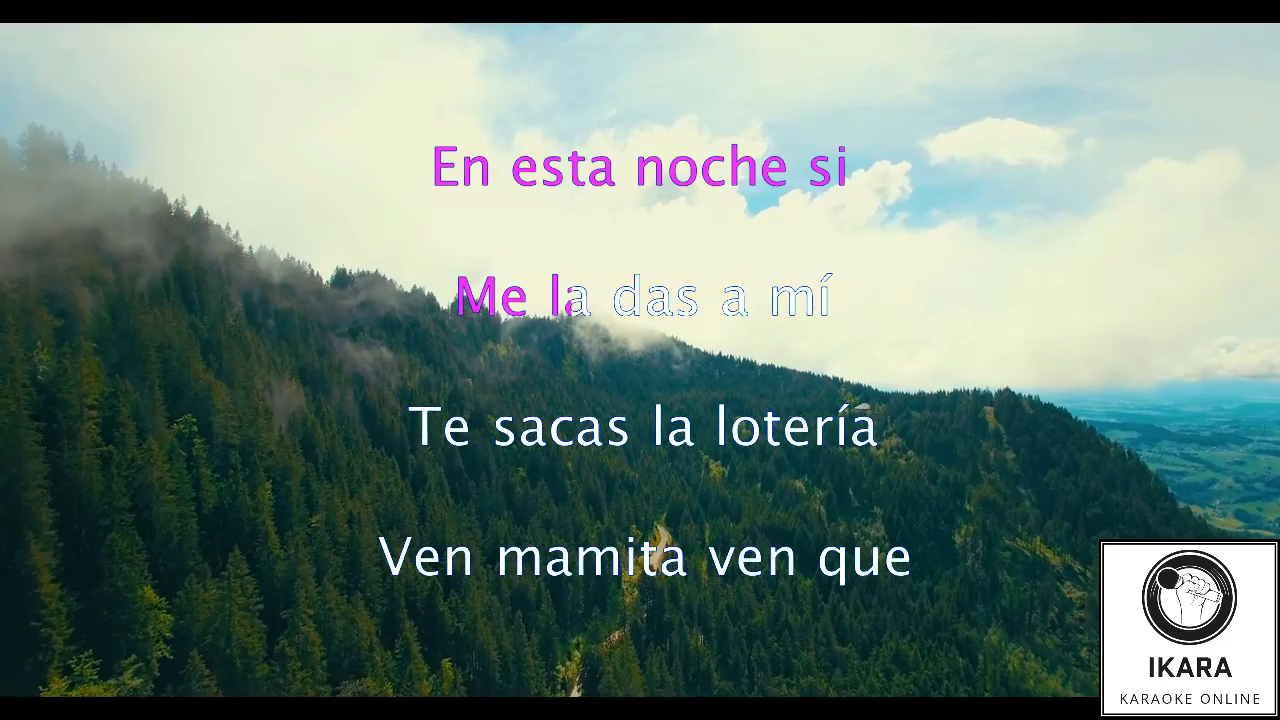 En esta noche si
Me la das a mí
Te sacas la lotería
Ven mamita ven que
IKARA
KARAOKE ONLINE